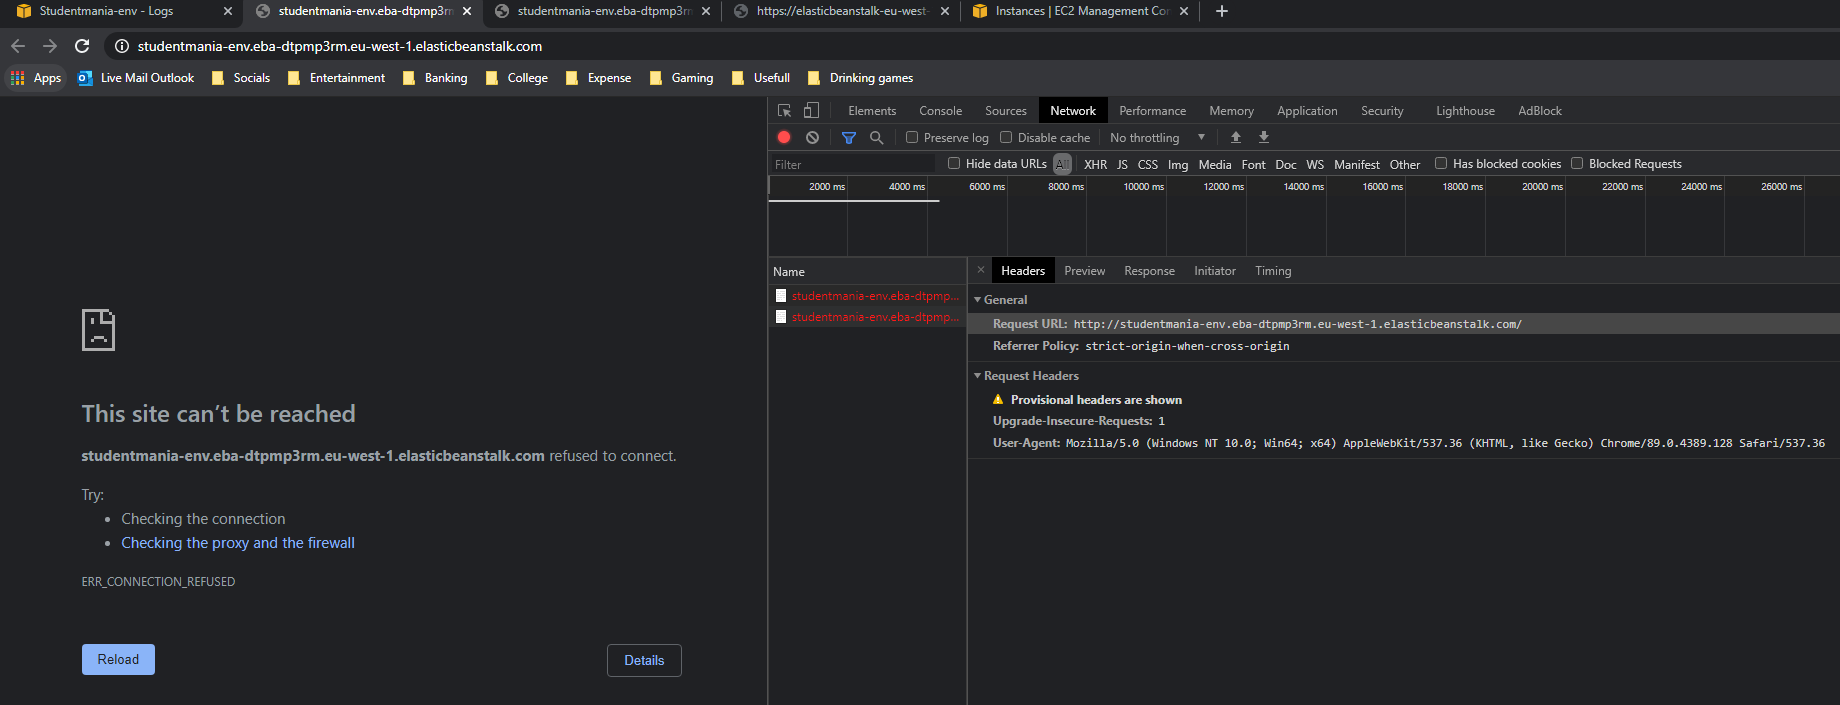 Studentmania-env - Logs
studentmania-env.eba-dtpmp3rm
studentmania-env.eba-dtpmp3rm
https://elasticbeanstalk-eu-west-
Instances | EC2 Management Con
studentmania-env.eba-dtpmp3rm.eu-west-1.elasticbeanstalk.com
Apps Live Mail Outlook Socials Entertainment Banking College Expense Gaming Usefull Drinking games
Elements Console Sources Network Performance Memory Application Security Lighthouse AdBlock
Preserve log Disable cache No throttling
Filter Hide data URLs All XHR JS CSS Img Media Font Doc WS Manifest Other Has blocked cookies Blocked Requests
2000 ms 4000 ms 6000 ms 8000 ms 10000 ms 12000 ms 14000 ms 16000 ms 18000 ms 20000 ms 22000 ms 24000 ms 26000 ms
Name
studentmania-env.eba-dtpmp...
studentmania-env.eba-dtpmp...
× Headers Preview Response Initiator Timing
General
Request URL: http://studentmania-env.eba-dtpmp3rm.eu-west-1.elasticbeanstalk.com/
Referrer Policy: strict-origin-when-cross-origin
Request Headers
Provisional headers are shown
Upgrade-Insecure-Requests: 1
User-Agent: Mozilla/5.0 (Windows NT 10.0; Win64; x64) AppleWebKit/537.36 (KHTML, like Gecko) Chrome/89.0.4389.128 Safari/537.36
This site can't be reached
studentmania-env.eba-dtpmp3rm.eu-west-1.elasticbeanstalk.com refused to connect.
Try:
• Checking the connection
• Checking the proxy and the firewall
ERR_CONNECTION_REFUSED
Reload
Details